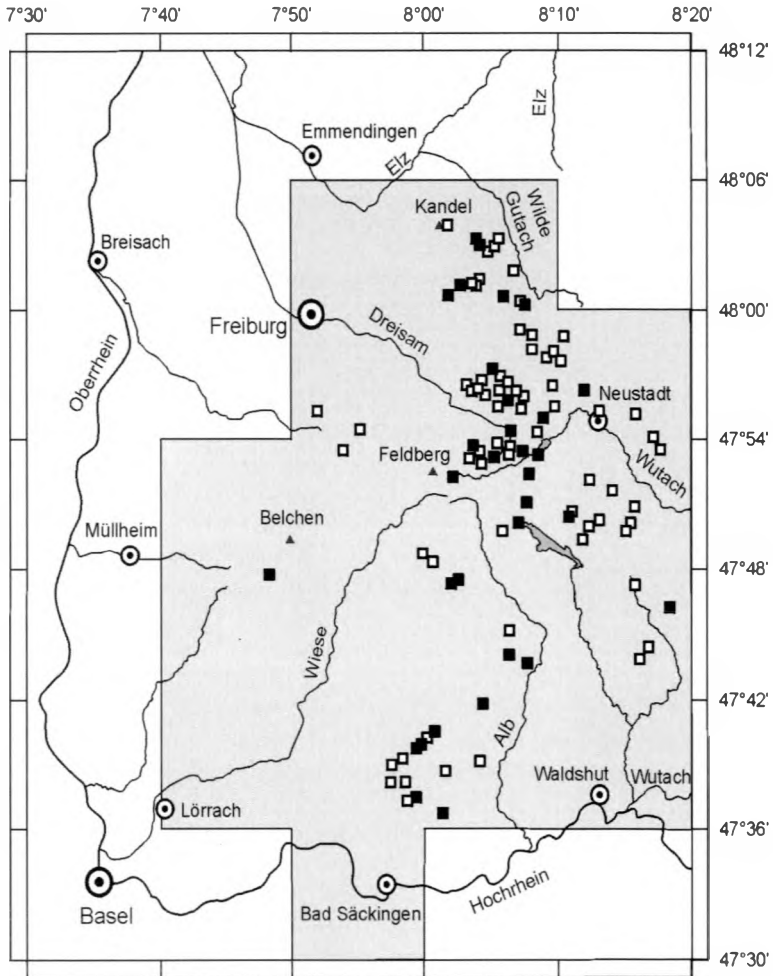 7°30' 7°40' 7°50' 8°00' 8°10' 8°20'
48°12'
Elz
Emmendingen
Elz
48°06'
Kandel
Wilde
Gutach
Breisach
48°00'
Freiburg
Dreisam
Oberrhein
Neustadt
47°54'
Feldberg
Wutach
Belchen
Müllheim
47°48'
Wiese
47°42'
Alb
Waldshut
Wutach
Lörrach
47°36'
Basel
Bad Säckingen
Hochrhein
47°30'